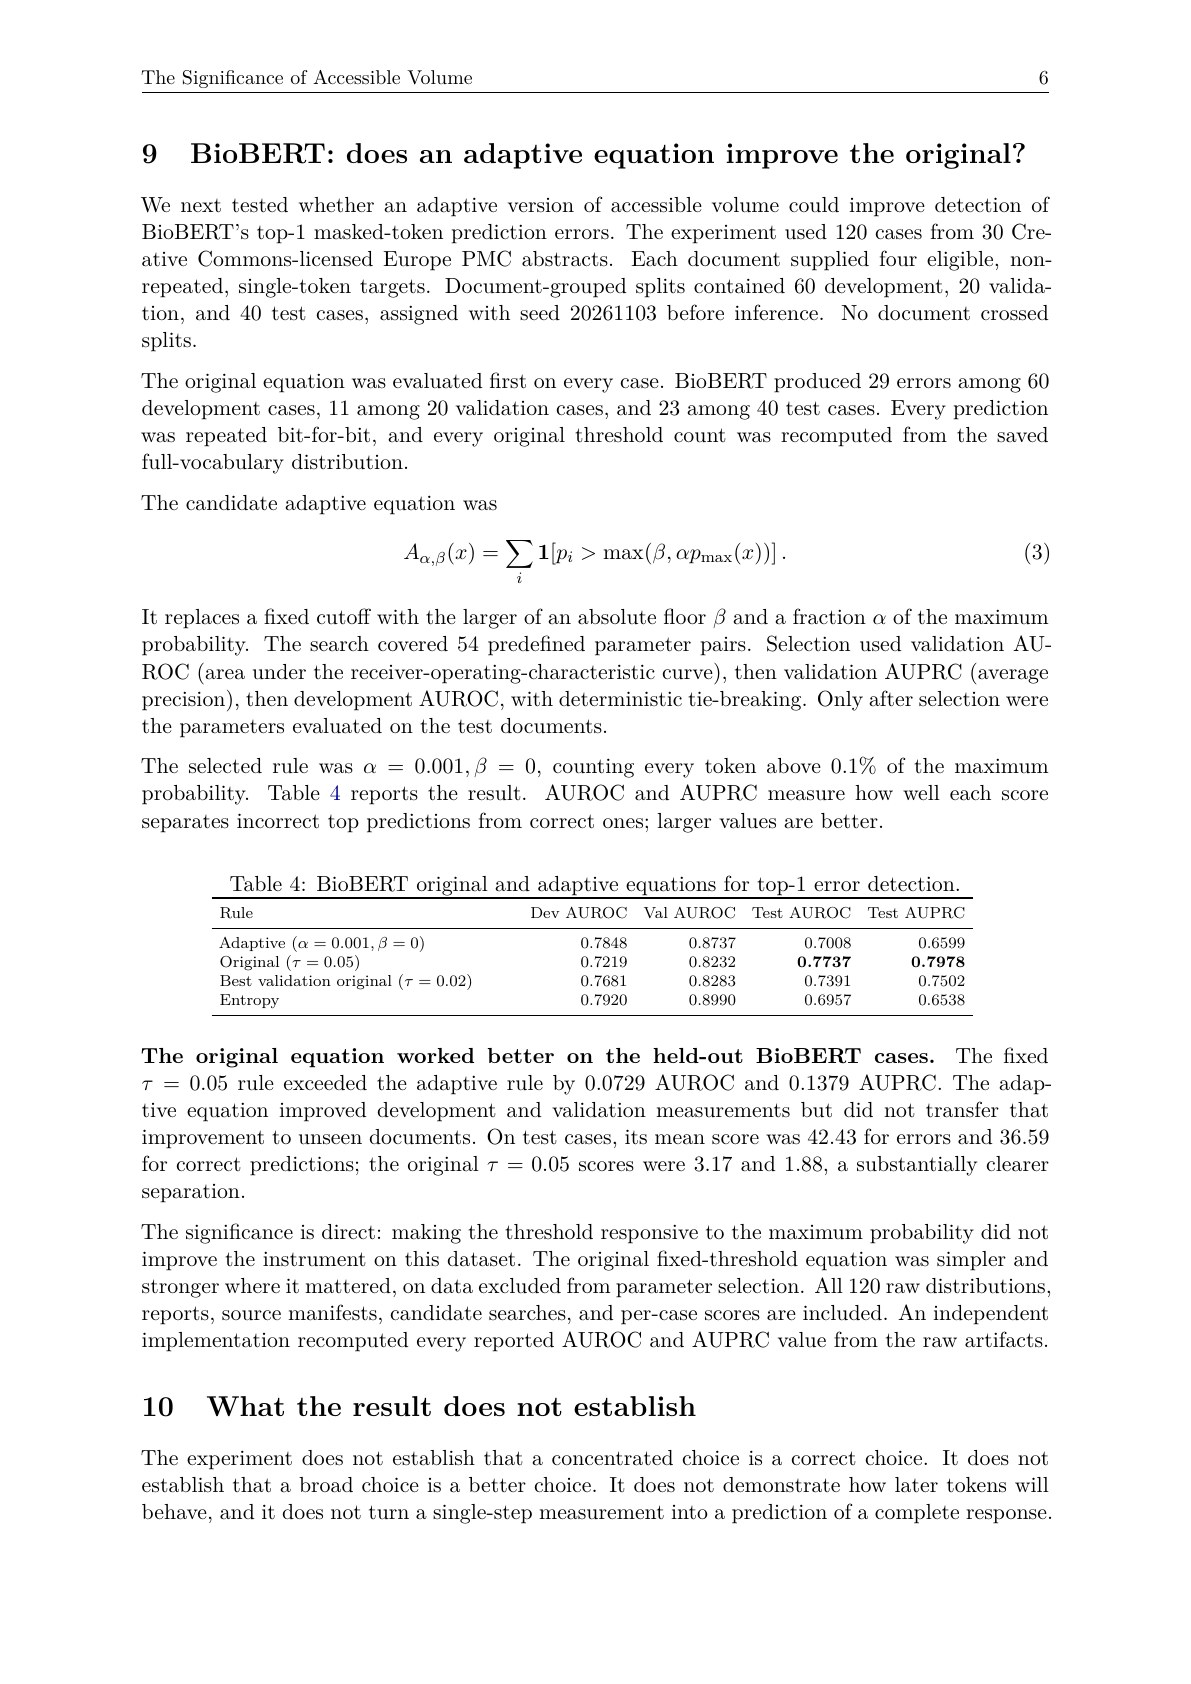 The Significance of Accessible Volume 6
9 BioBERT: does an adaptive equation improve the original?
We next tested whether an adaptive version of accessible volume could improve detection of
BioBERT's top-1 masked-token prediction errors. The experiment used 120 cases from 30 Cre-
ative Commons-licensed Europe PMC abstracts. Each document supplied four eligible, non-
repeated, single-token targets. Document-grouped splits contained 60 development, 20 valida-
tion, and 40 test cases, assigned with seed 20261103 before inference. No document crossed
splits.
The original equation was evaluated first on every case. BioBERT produced 29 errors among 60
development cases, 11 among 20 validation cases, and 23 among 40 test cases. Every prediction
was repeated bit-for-bit, and every original threshold count was recomputed from the saved
full-vocabulary distribution.
The candidate adaptive equation was
A_{α,β}(x) = ∑_i 1[p_i > max(β, αp_max(x))] . (3)
It replaces a fixed cutoff with the larger of an absolute floor β and a fraction α of the maximum
probability. The search covered 54 predefined parameter pairs. Selection used validation AU-
ROC (area under the receiver-operating-characteristic curve), then validation AUPRC (average
precision), then development AUROC, with deterministic tie-breaking. Only after selection were
the parameters evaluated on the test documents.
The selected rule was α = 0.001, β = 0, counting every token above 0.1% of the maximum
probability. Table 4 reports the result. AUROC and AUPRC measure how well each score
separates incorrect top predictions from correct ones; larger values are better.
Table 4: BioBERT original and adaptive equations for top-1 error detection.
Rule Dev AUROC Val AUROC Test AUROC Test AUPRC
Adaptive (α = 0.001, β = 0) 0.7848 0.8737 0.7008 0.6599
Original (τ = 0.05) 0.7219 0.8232 0.7737 0.7978
Best validation original (τ = 0.02) 0.7681 0.8283 0.7391 0.7502
Entropy 0.7920 0.8990 0.6957 0.6538
The original equation worked better on the held-out BioBERT cases. The fixed
τ = 0.05 rule exceeded the adaptive rule by 0.0729 AUROC and 0.1379 AUPRC. The adap-
tive equation improved development and validation measurements but did not transfer that
improvement to unseen documents. On test cases, its mean score was 42.43 for errors and 36.59
for correct predictions; the original τ = 0.05 scores were 3.17 and 1.88, a substantially clearer
separation.
The significance is direct: making the threshold responsive to the maximum probability did not
improve the instrument on this dataset. The original fixed-threshold equation was simpler and
stronger where it mattered, on data excluded from parameter selection. All 120 raw distributions,
reports, source manifests, candidate searches, and per-case scores are included. An independent
implementation recomputed every reported AUROC and AUPRC value from the raw artifacts.
10 What the result does not establish
The experiment does not establish that a concentrated choice is a correct choice. It does not
establish that a broad choice is a better choice. It does not demonstrate how later tokens will
behave, and it does not turn a single-step measurement into a prediction of a complete response.